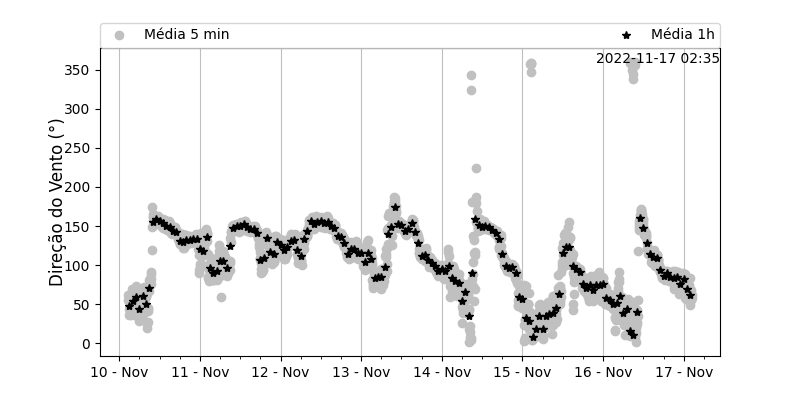 Média 5 min
Média 1h
2022-11-17 02:35
Direção do Vento (°)
350
300
250
200
150
100
50
0
10 - Nov
11 - Nov
12 - Nov
13 - Nov
14 - Nov
15 - Nov
16 - Nov
17 - Nov